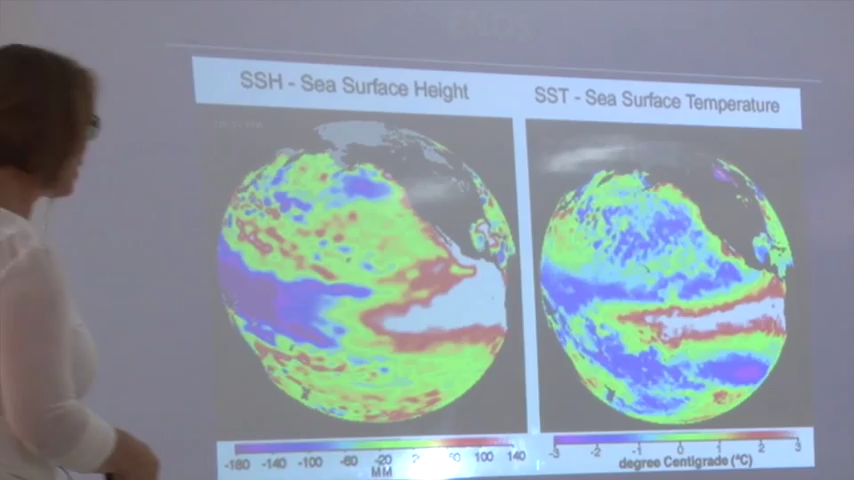 SSH - Sea Surface Height
SST - Sea Surface Temperature
-180 -140 -100 -60 -20 100 140
MM
-3 -2 -1 0 1 2 3
degree Centigrade (°C)